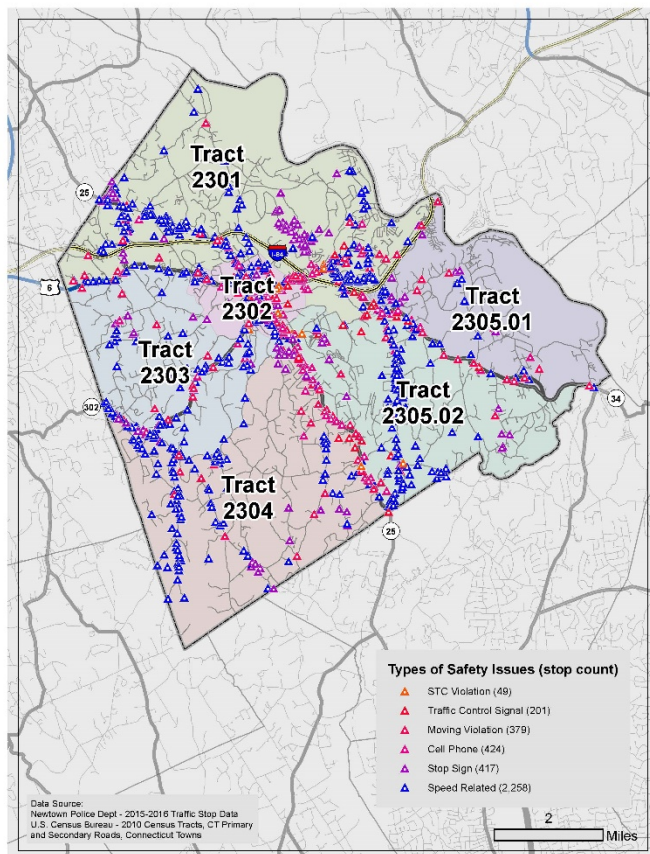 Tract
2301
25
I-84
6
Tract
2302
Tract
2305.01
Tract
2303
Tract
2305.02
34
302
Tract
2304
25
Types of Safety Issues (stop count)
STC Violation (49)
Traffic Control Signal (201)
Moving Violation (379)
Cell Phone (424)
Stop Sign (417)
Speed Related (2,258)
Data Source:
Newtown Police Dept - 2015-2016 Traffic Stop Data
U.S. Census Bureau - 2010 Census Tracts, CT Primary
and Secondary Roads, Connecticut Towns
2
Miles